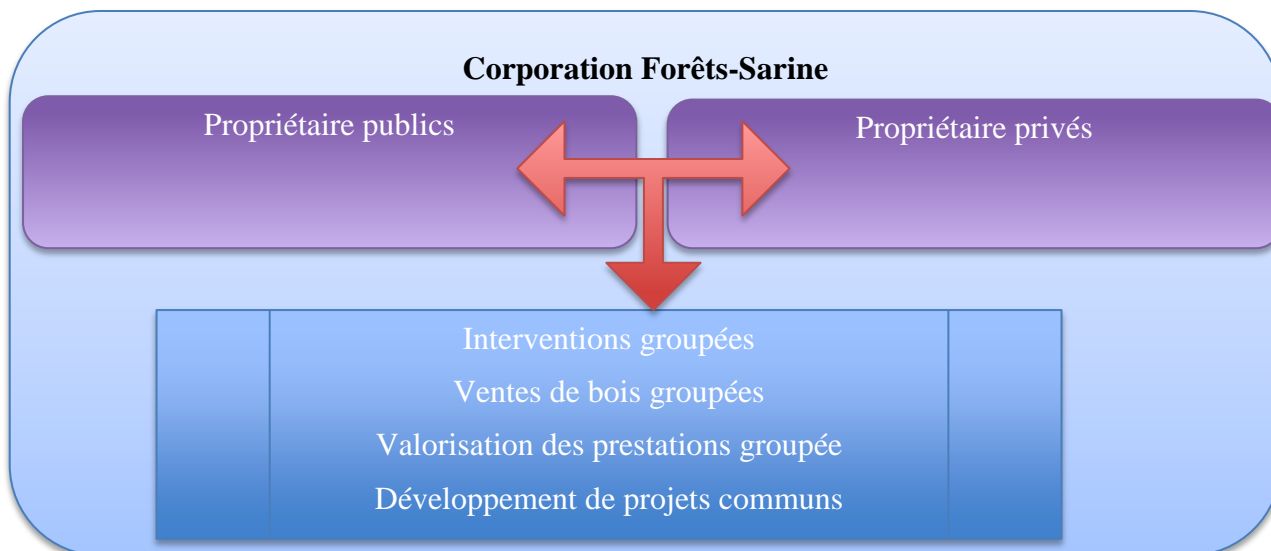 Corporation Forêts-Sarine
Propriétaire publics
Propriétaire privés
Interventions groupées
Ventes de bois groupées
Valorisation des prestations groupée
Développement de projets communs